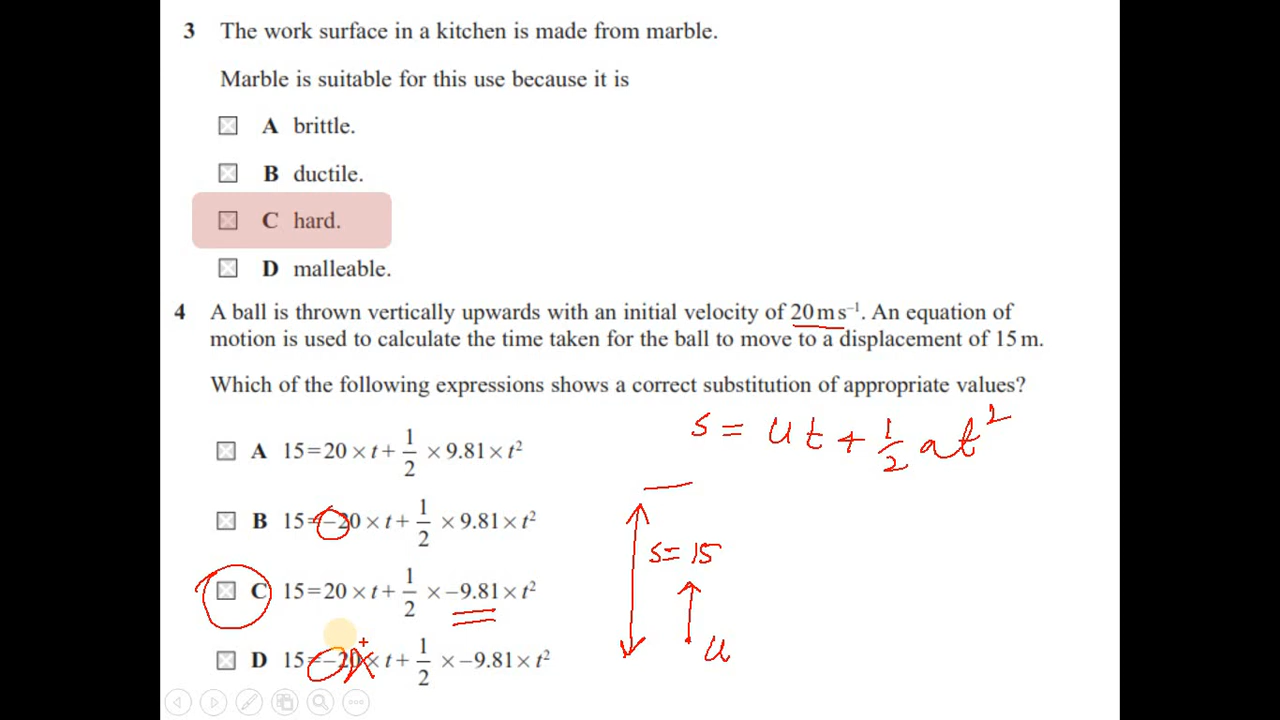 3 The work surface in a kitchen is made from marble.
Marble is suitable for this use because it is
A brittle.
B ductile.
C hard.
D malleable.
4 A ball is thrown vertically upwards with an initial velocity of 20 m s⁻¹. An equation of
motion is used to calculate the time taken for the ball to move to a displacement of 15 m.
Which of the following expressions shows a correct substitution of appropriate values?
s = ut + 1/2 at²
A 15=20 × t + 1/2 × 9.81 × t²
B 15=−20 × t + 1/2 × 9.81 × t²
s= 15
C 15=20 × t + 1/2 × −9.81 × t²
+
u
D 15=−20 × t + 1/2 × −9.81 × t²